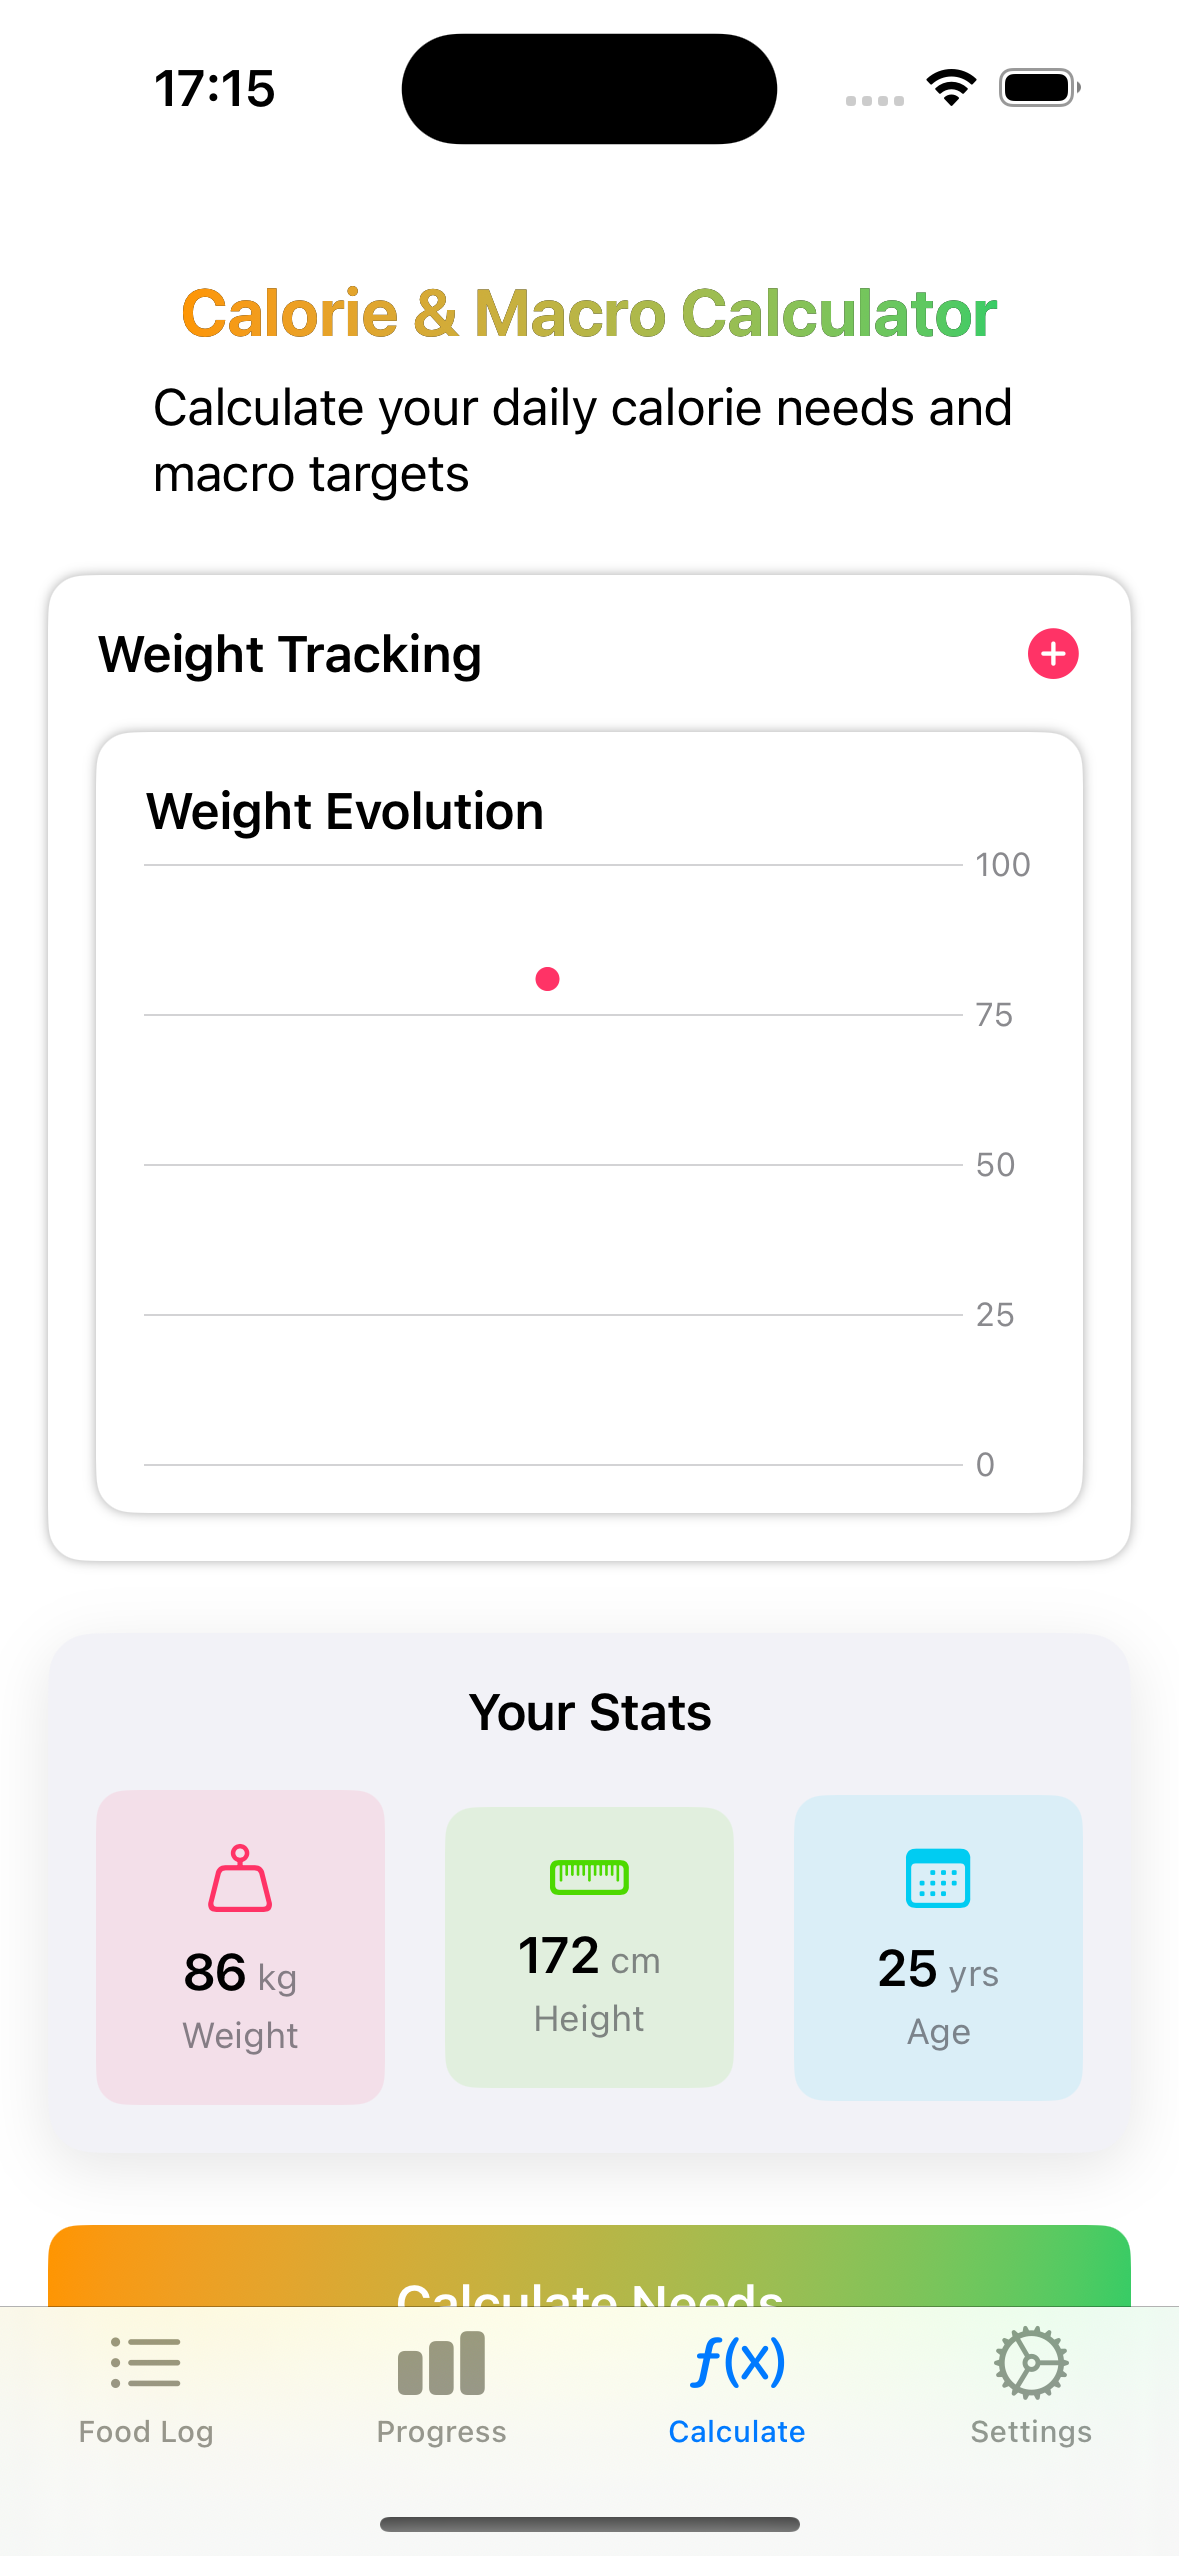 17:15
Calorie & Macro Calculator
Calculate your daily calorie needs and
macro targets
Weight Tracking
Weight Evolution
100
75
50
25
0
Your Stats
86 kg
Weight
172 cm
Height
25 yrs
Age
Calculate Needs
f(x)
Food Log
Progress
Calculate
Settings